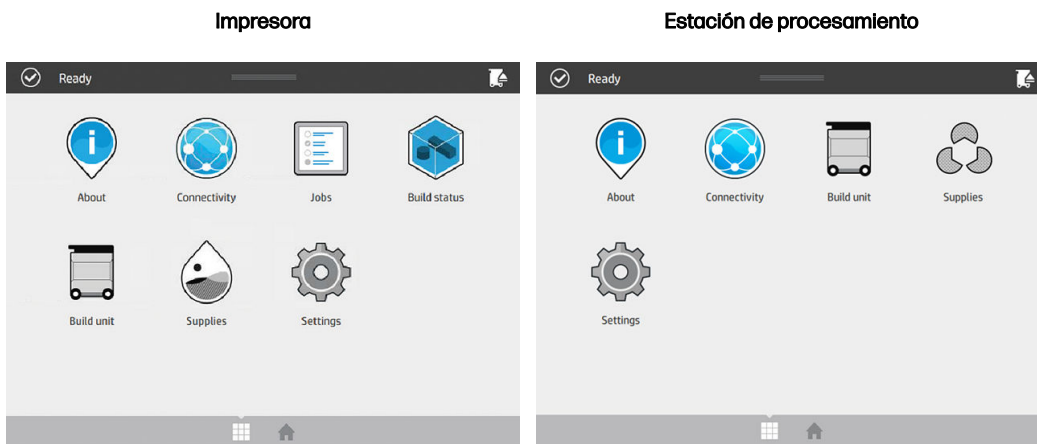 Impresora
Estación de procesamiento
Ready
About
Connectivity
Jobs
Build status
Build unit
Supplies
Settings
Ready
About
Connectivity
Build unit
Supplies
Settings